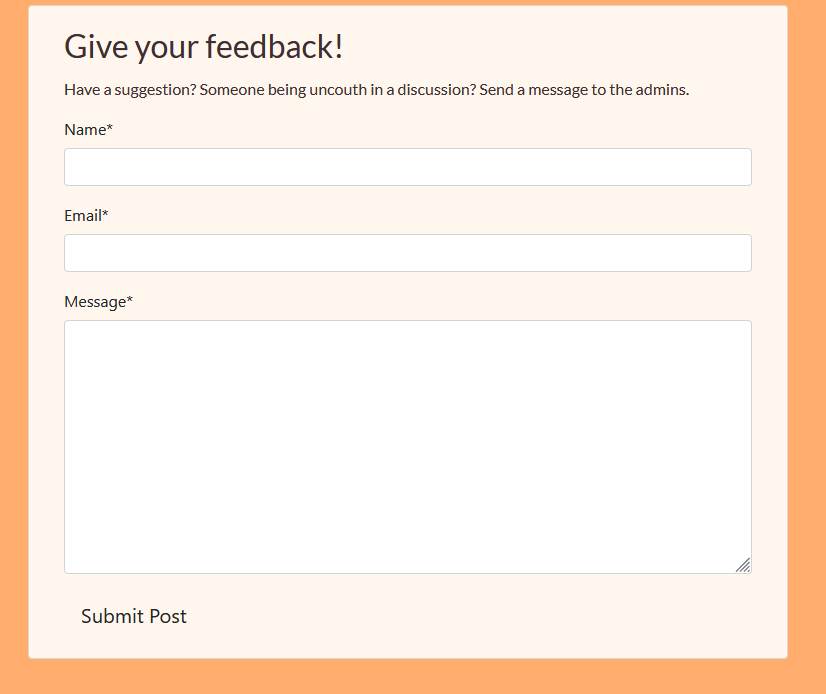 Give your feedback!
Have a suggestion? Someone being uncouth in a discussion? Send a message to the admins.
Name*
Email*
Message*
Submit Post